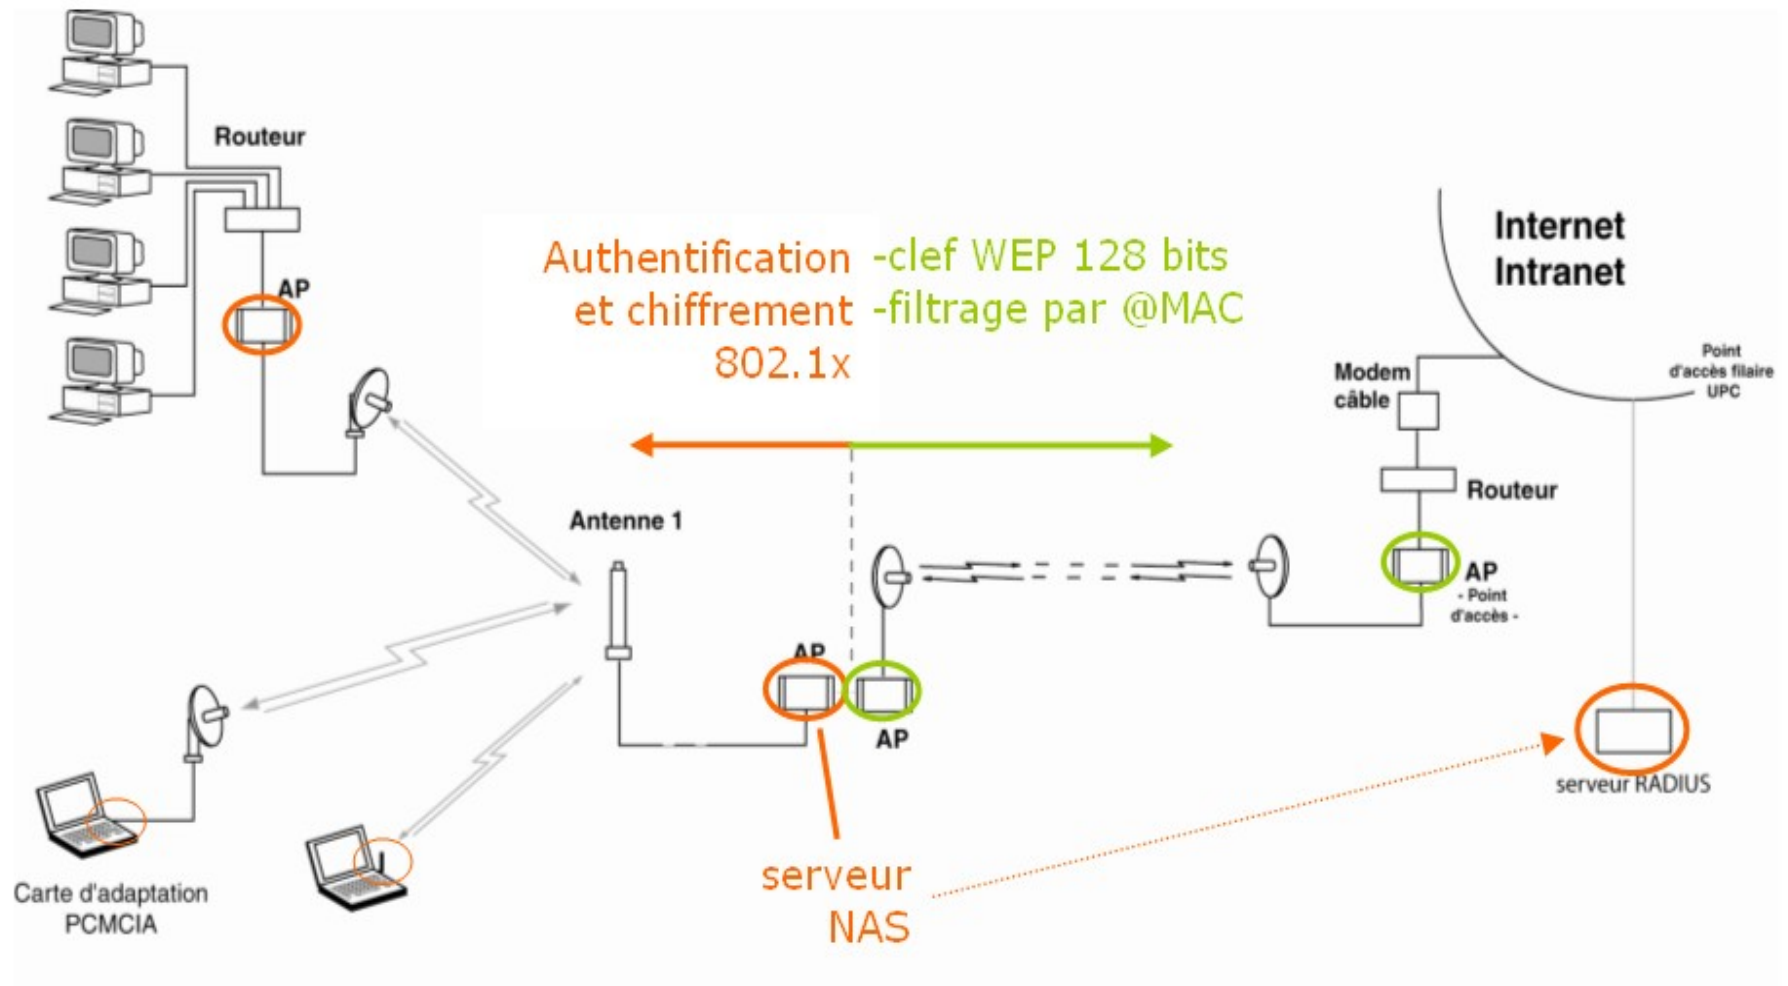 Routeur
AP
Authentification
et chiffrement
802.1x
-clef WEP 128 bits
-filtrage par @MAC
Internet
Intranet
Point
d'accès filaire
UPC
Modem
câble
Routeur
Antenne 1
AP
- Point
d'accès -
AP
AP
serveur RADIUS
serveur
NAS
Carte d'adaptation
PCMCIA